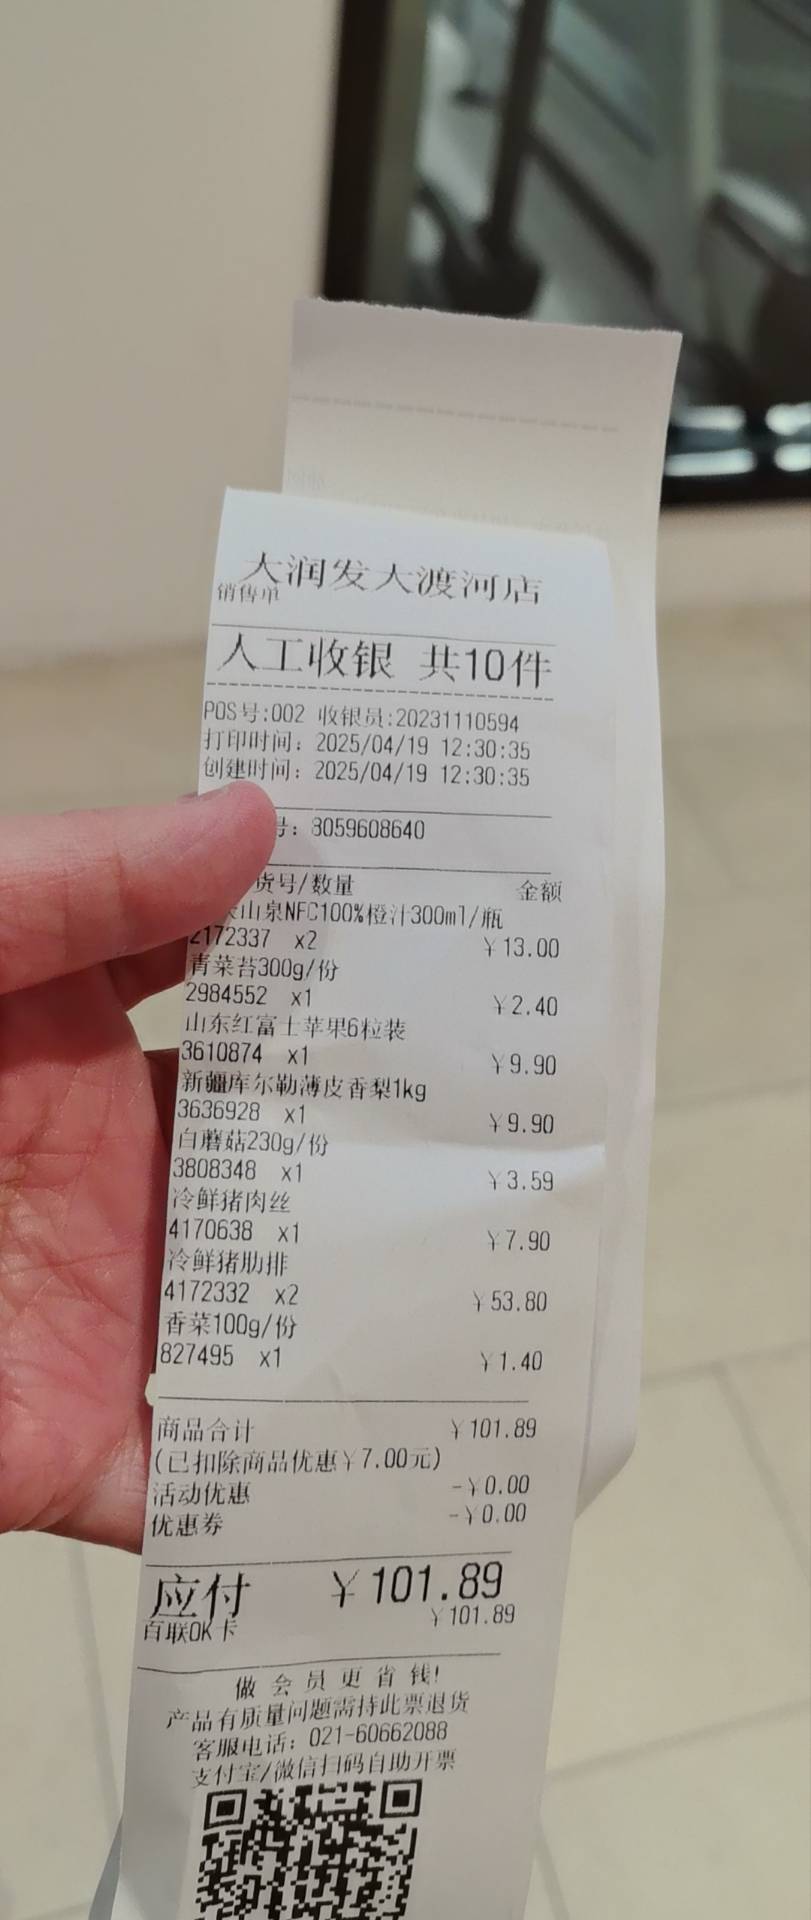 大润发大渡河店
销售单
人工收银 共10件
POS号:002 收银员:20231110594
打印时间: 2025/04/19 12:30:35
创建时间: 2025/04/19 12:30:35
号: 8059608640
货号/数量 金额
山泉NFC100%橙汁300ml/瓶
2172337 x2 ¥13.00
青菜苔300g/份
2984552 x1 ¥2.40
山东红富士苹果6粒装
3610874 x1 ¥9.90
新疆库尔勒薄皮香梨1kg
3636928 x1 ¥9.90
白蘑菇230g/份
3808348 x1 ¥3.59
冷鲜猪肉丝
4170638 x1 ¥7.90
冷鲜猪肋排
4172332 x2 ¥53.80
香菜100g/份
827495 x1 ¥1.40
商品合计 ¥101.89
(已扣除商品优惠¥7.00元)
活动优惠 -¥0.00
优惠券 -¥0.00
应付 ¥101.89
百联OK卡 ¥101.89
做会员更省钱!
产品有质量问题需持此票退货
客服电话: 021-60662088
支付宝/微信扫码自助开票